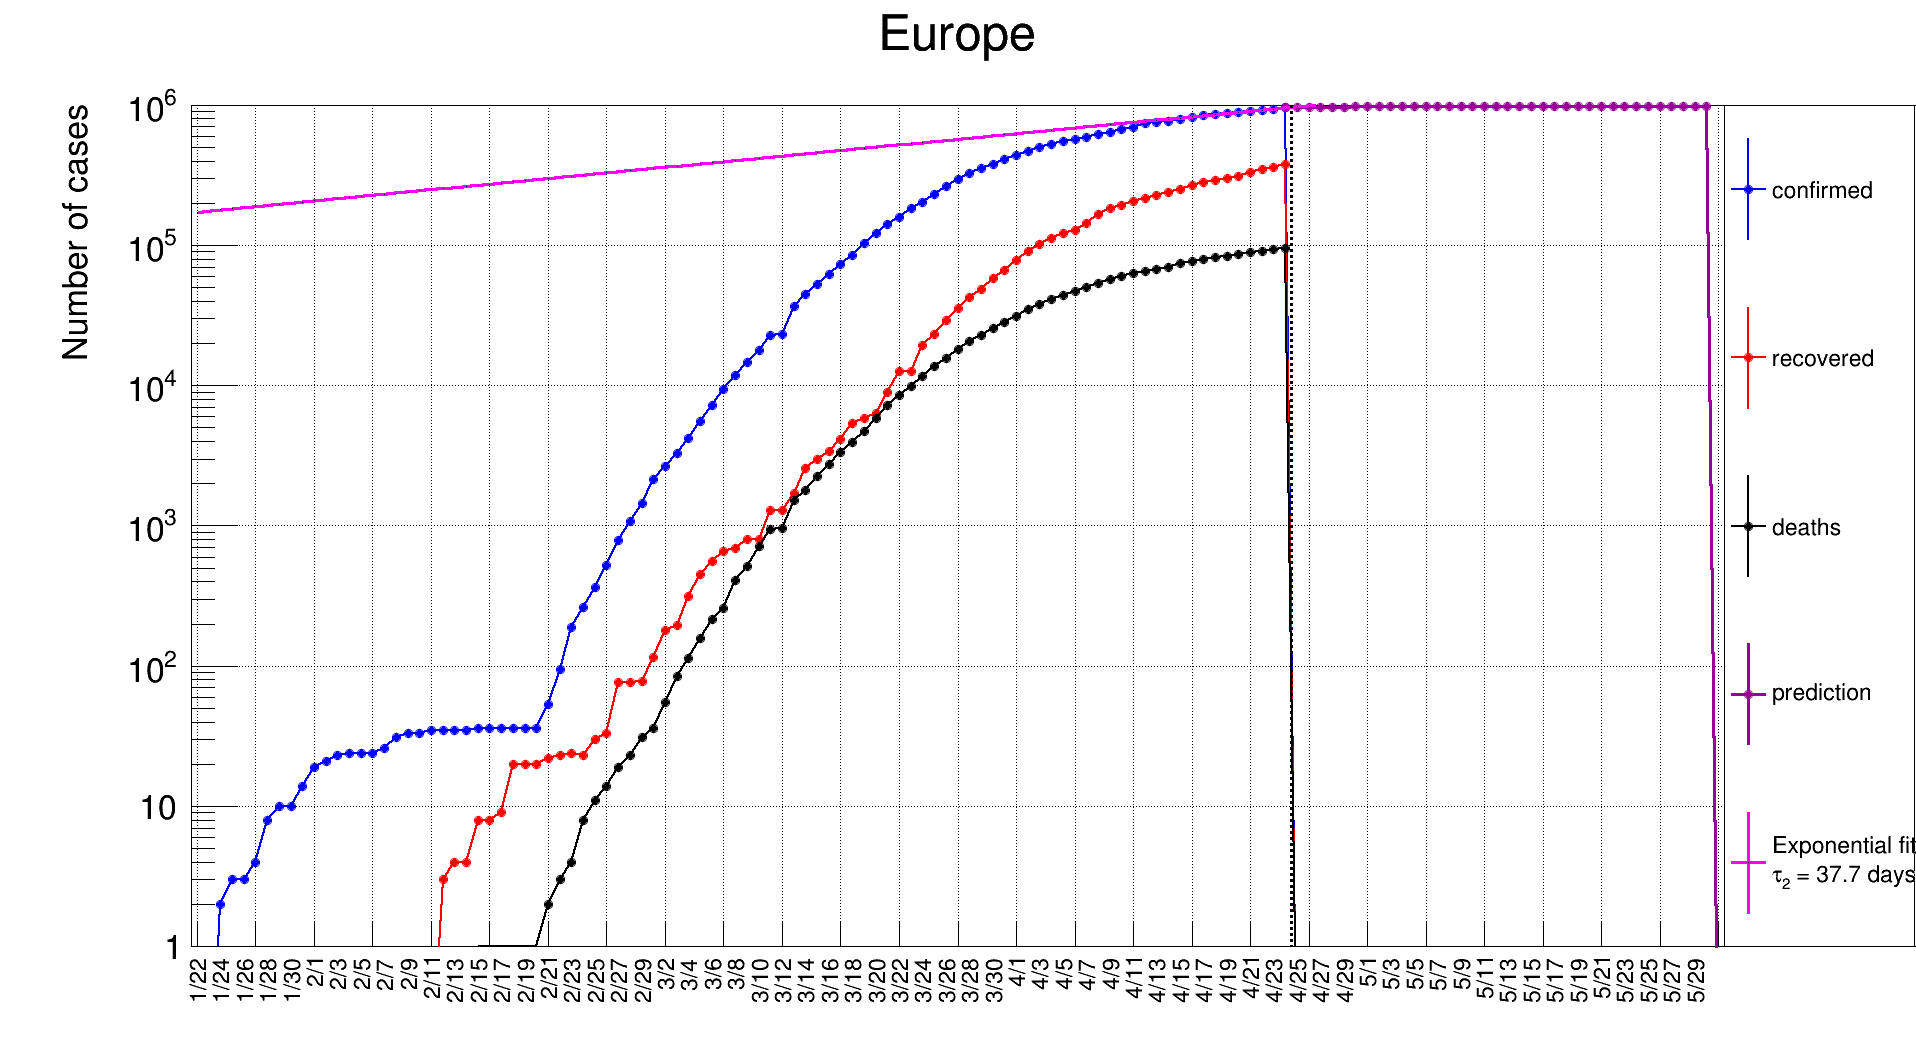 Europe
Number of cases
10^6
10^5
10^4
10^3
10^2
10
1
1/22 1/24 1/26 1/28 1/30 2/1 2/3 2/5 2/7 2/9 2/11 2/13 2/15 2/17 2/19 2/21 2/23 2/25 2/27 2/29 3/2 3/4 3/6 3/8 3/10 3/12 3/14 3/16 3/18 3/20 3/22 3/24 3/26 3/28 3/30 4/1 4/3 4/5 4/7 4/9 4/11 4/13 4/15 4/17 4/19 4/21 4/23 4/25 4/27 4/29 5/1 5/3 5/5 5/7 5/9 5/11 5/13 5/15 5/17 5/19 5/21 5/23 5/25 5/27 5/29
confirmed
recovered
deaths
prediction
Exponential fit
τ₂ = 37.7 days